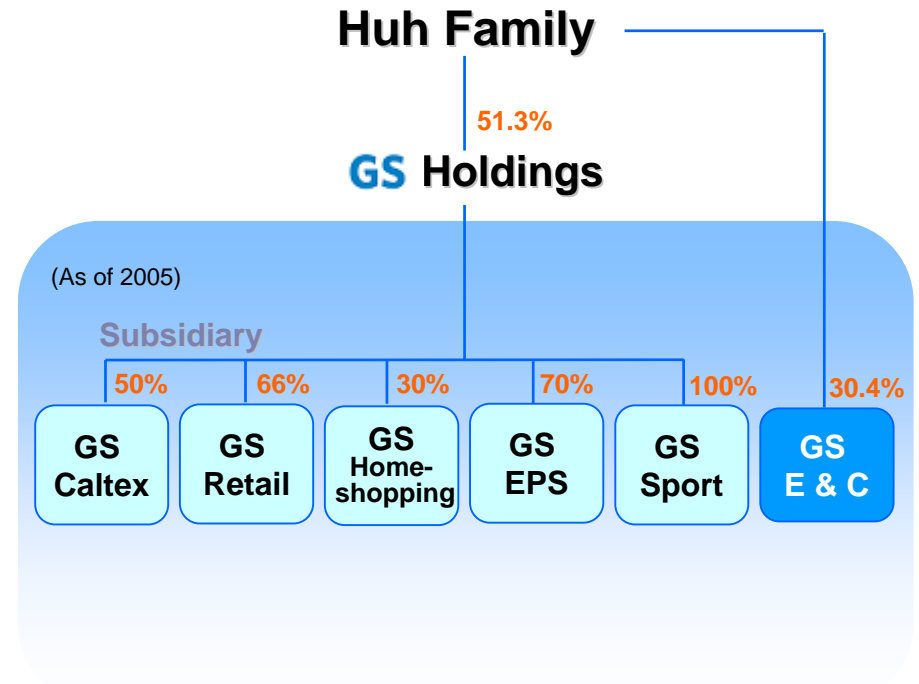 Huh Family
51.3%
GS Holdings
(As of 2005)
Subsidiary
50%
66%
30%
70%
100%
30.4%
GS
Caltex
GS
Retail
GS
Home-
shopping
GS
EPS
GS
Sport
GS
E & C